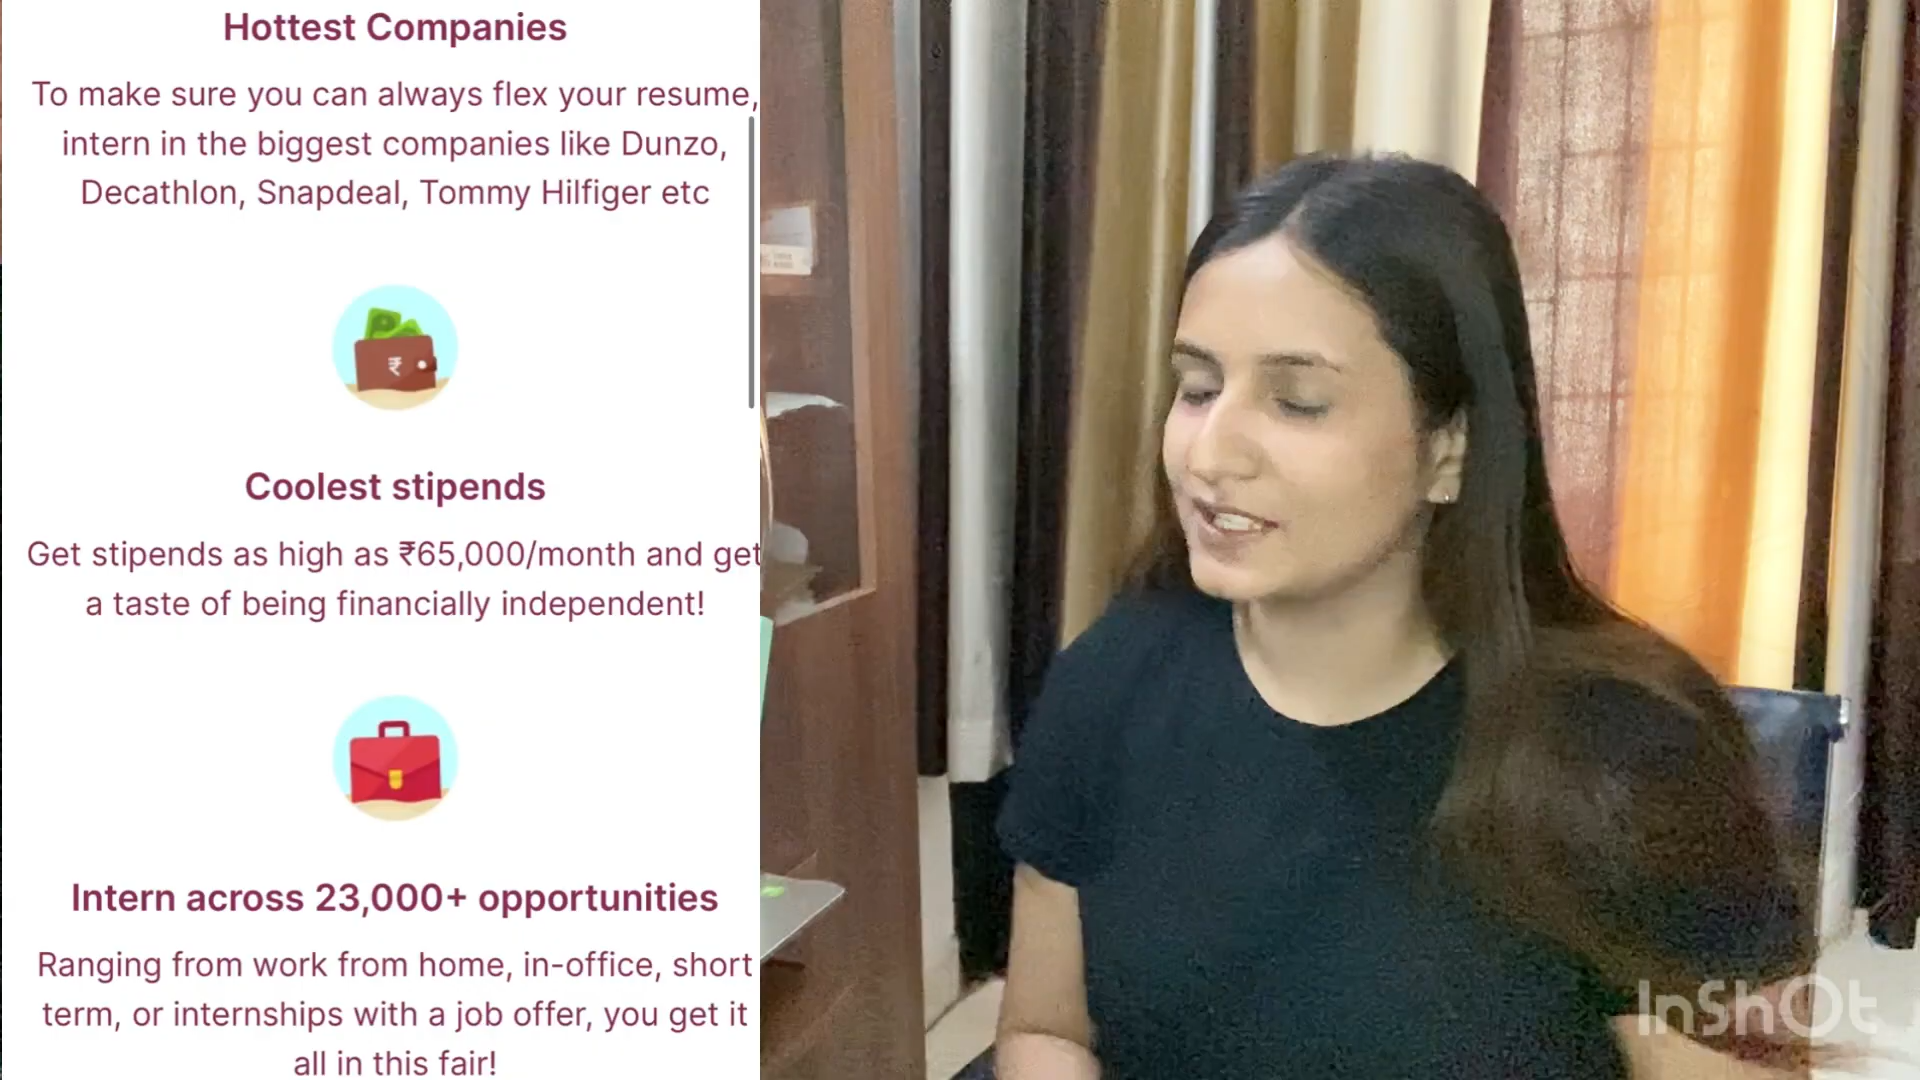 Hottest Companies
To make sure you can always flex your resume,
intern in the biggest companies like Dunzo,
Decathlon, Snapdeal, Tommy Hilfiger etc
₹
Coolest stipends
Get stipends as high as ₹65,000/month and get
a taste of being financially independent!
Intern across 23,000+ opportunities
Ranging from work from home, in-office, short
term, or internships with a job offer, you get it
all in this fair!
InShOt